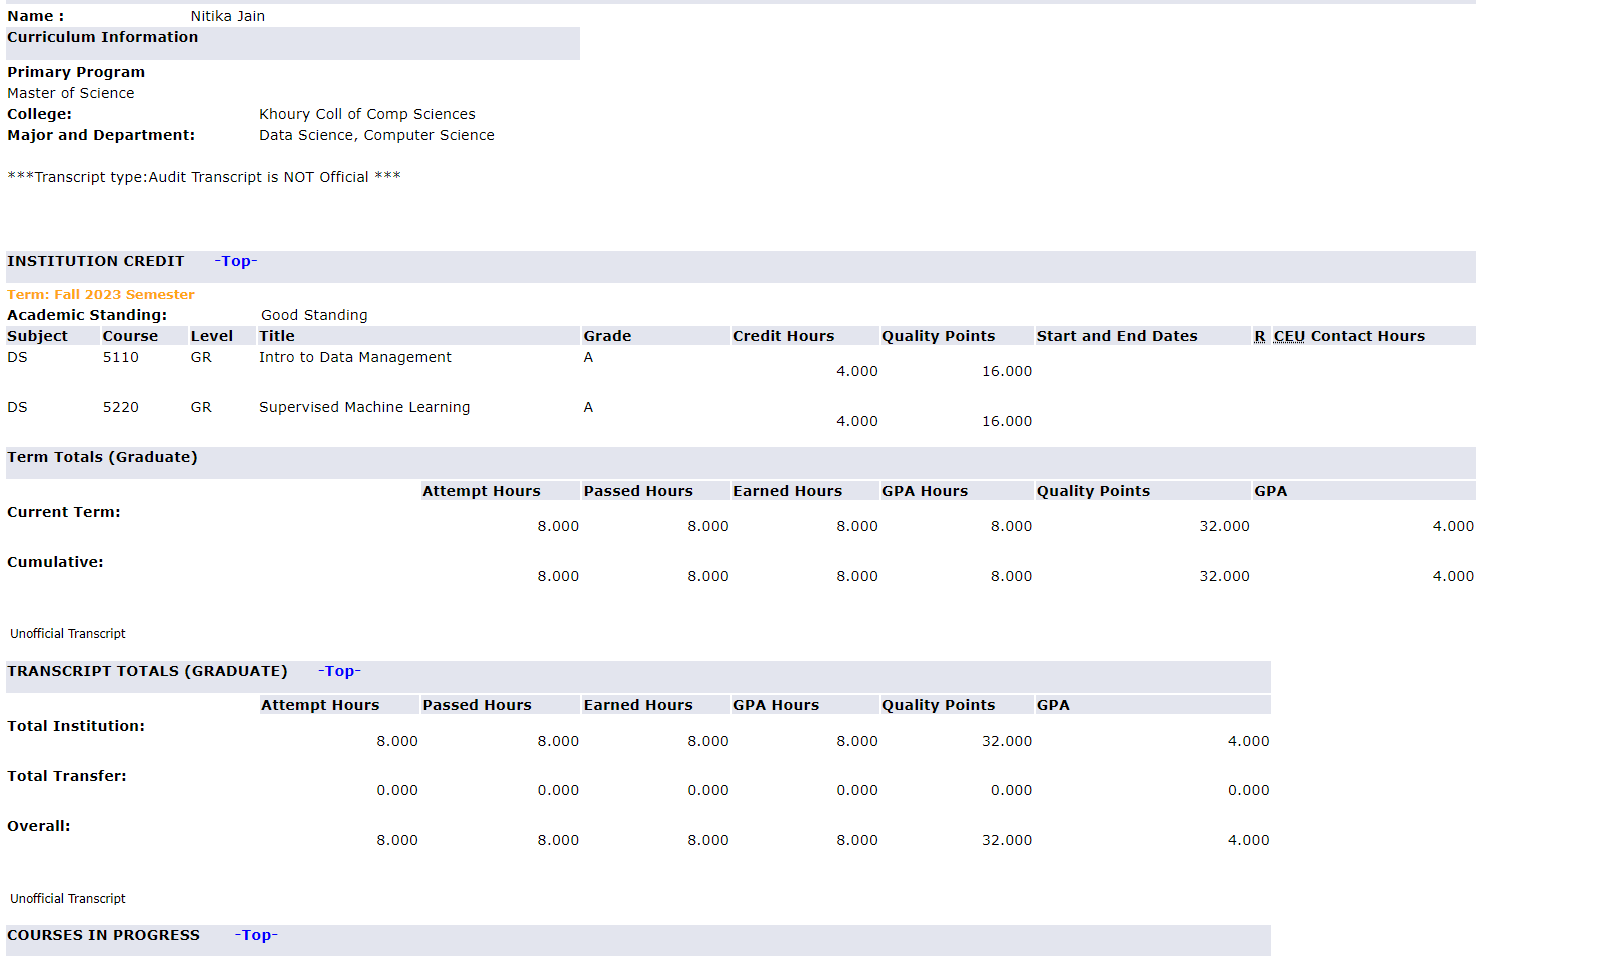 Name : Nitika Jain
Curriculum Information
Primary Program
Master of Science
College: Khoury Coll of Comp Sciences
Major and Department: Data Science, Computer Science
***Transcript type:Audit Transcript is NOT Official ***
INSTITUTION CREDIT -Top-
Term: Fall 2023 Semester
Academic Standing: Good Standing
Subject Course Level Title Grade Credit Hours Quality Points Start and End Dates R CEU Contact Hours
DS 5110 GR Intro to Data Management A 4.000 16.000
DS 5220 GR Supervised Machine Learning A 4.000 16.000
Term Totals (Graduate)
Attempt Hours Passed Hours Earned Hours GPA Hours Quality Points GPA
Current Term: 8.000 8.000 8.000 8.000 32.000 4.000
Cumulative: 8.000 8.000 8.000 8.000 32.000 4.000
Unofficial Transcript
TRANSCRIPT TOTALS (GRADUATE) -Top-
Attempt Hours Passed Hours Earned Hours GPA Hours Quality Points GPA
Total Institution: 8.000 8.000 8.000 8.000 32.000 4.000
Total Transfer: 0.000 0.000 0.000 0.000 0.000 0.000
Overall: 8.000 8.000 8.000 8.000 32.000 4.000
Unofficial Transcript
COURSES IN PROGRESS -Top-